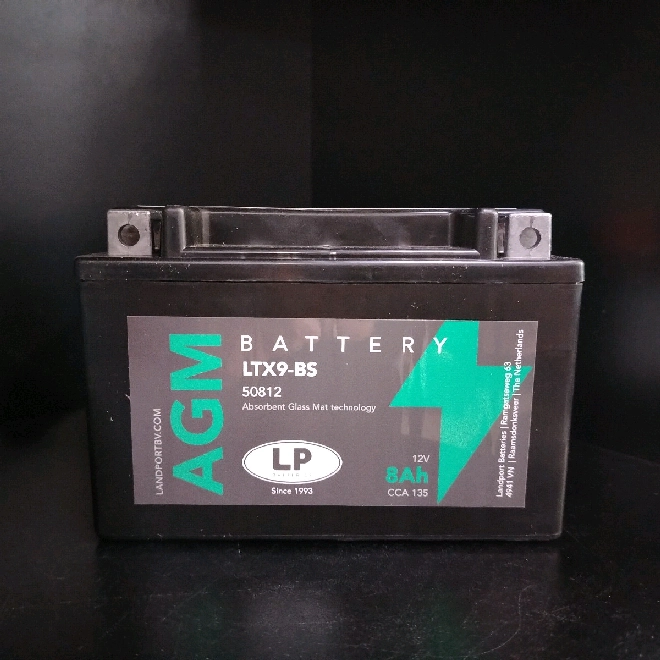 LANDPORTBV.COM
AGM
BATTERY
LTX9-BS
50812
Absorbent Glass Mat technology
LP
Since 1993
12V
8Ah
CCA 135
Landport Batteries | Ramgatseweg 63
4941 VN | Raamsdonksveer | The Netherlands